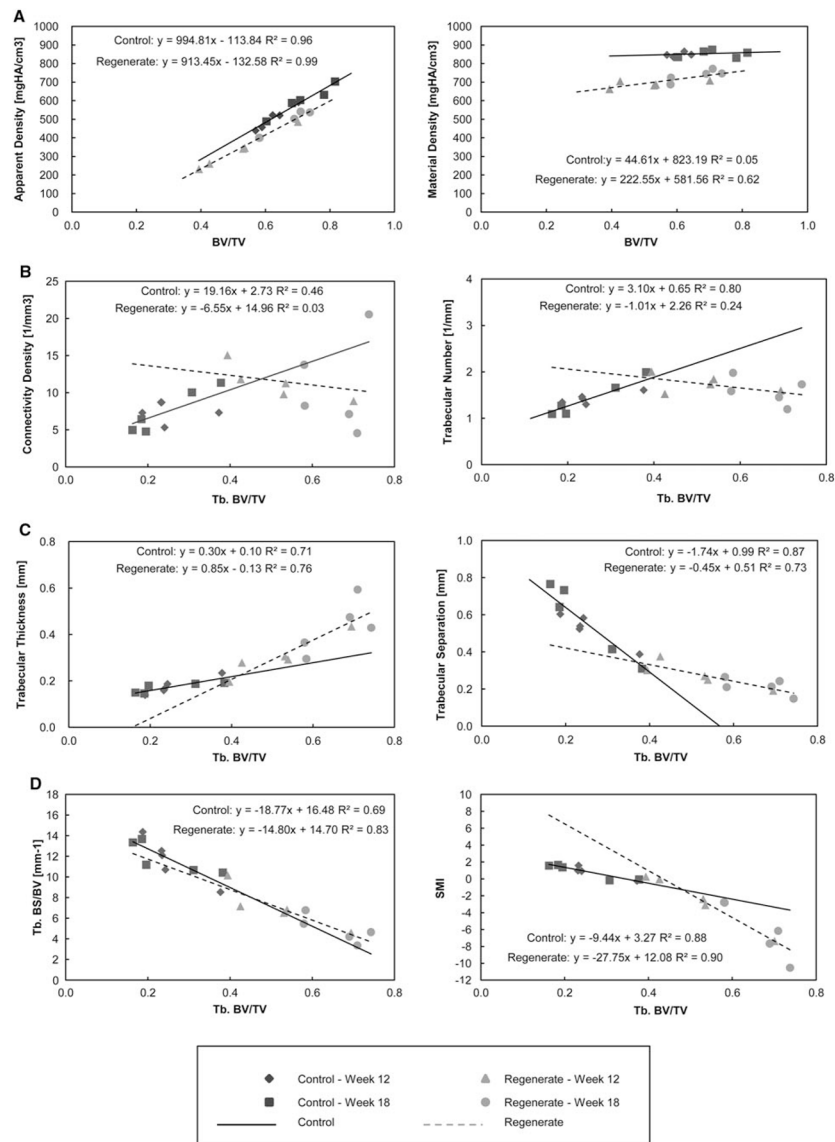 A
Apparent Density [mgHA/cm3]
1000
900
800
700
600
500
400
300
200
100
0
Control: y = 994.81x - 113.84 R² = 0.96
Regenerate: y = 913.45x - 132.58 R² = 0.99
0.0 0.2 0.4 0.6 0.8 1.0
BV/TV
Material Density [mgHA/cm3]
1000
900
800
700
600
500
400
300
200
100
0
Control:y = 44.61x + 823.19 R² = 0.05
Regenerate: y = 222.55x + 581.56 R² = 0.62
0.0 0.2 0.4 0.6 0.8 1.0
BV/TV
B
Connectivity Density [1/mm3]
25
20
15
10
5
0
Control: y = 19.16x + 2.73 R² = 0.46
Regenerate: y = -6.55x + 14.96 R² = 0.03
0.0 0.2 0.4 0.6 0.8
Tb. BV/TV
Trabecular Number [1/mm]
4
3
2
1
0
Control: y = 3.10x + 0.65 R² = 0.80
Regenerate: y = -1.01x + 2.26 R² = 0.24
0.0 0.2 0.4 0.6 0.8
Tb. BV/TV
C
Trabecular Thickness [mm]
0.8
0.6
0.4
0.2
0.0
Control: y = 0.30x + 0.10 R² = 0.71
Regenerate: y = 0.85x - 0.13 R² = 0.76
0.0 0.2 0.4 0.6 0.8
Tb. BV/TV
Trabecular Separation [mm]
1.0
0.8
0.6
0.4
0.2
0.0
Control: y = -1.74x + 0.99 R² = 0.87
Regenerate: y = -0.45x + 0.51 R² = 0.73
0.0 0.2 0.4 0.6 0.8
Tb. BV/TV
D
Tb. BS/BV [mm-1]
18
16
14
12
10
8
6
4
2
0
Control: y = -18.77x + 16.48 R² = 0.69
Regenerate: y = -14.80x + 14.70 R² = 0.83
0.0 0.2 0.4 0.6 0.8
Tb. BV/TV
SMI
10
8
6
4
2
0
-2
-4
-6
-8
-10
-12
Control: y = -9.44x + 3.27 R² = 0.88
Regenerate: y = -27.75x + 12.08 R² = 0.90
0.0 0.2 0.4 0.6 0.8
Tb. BV/TV
Control - Week 12
Regenerate - Week 12
Control - Week 18
Regenerate - Week 18
Control
Regenerate